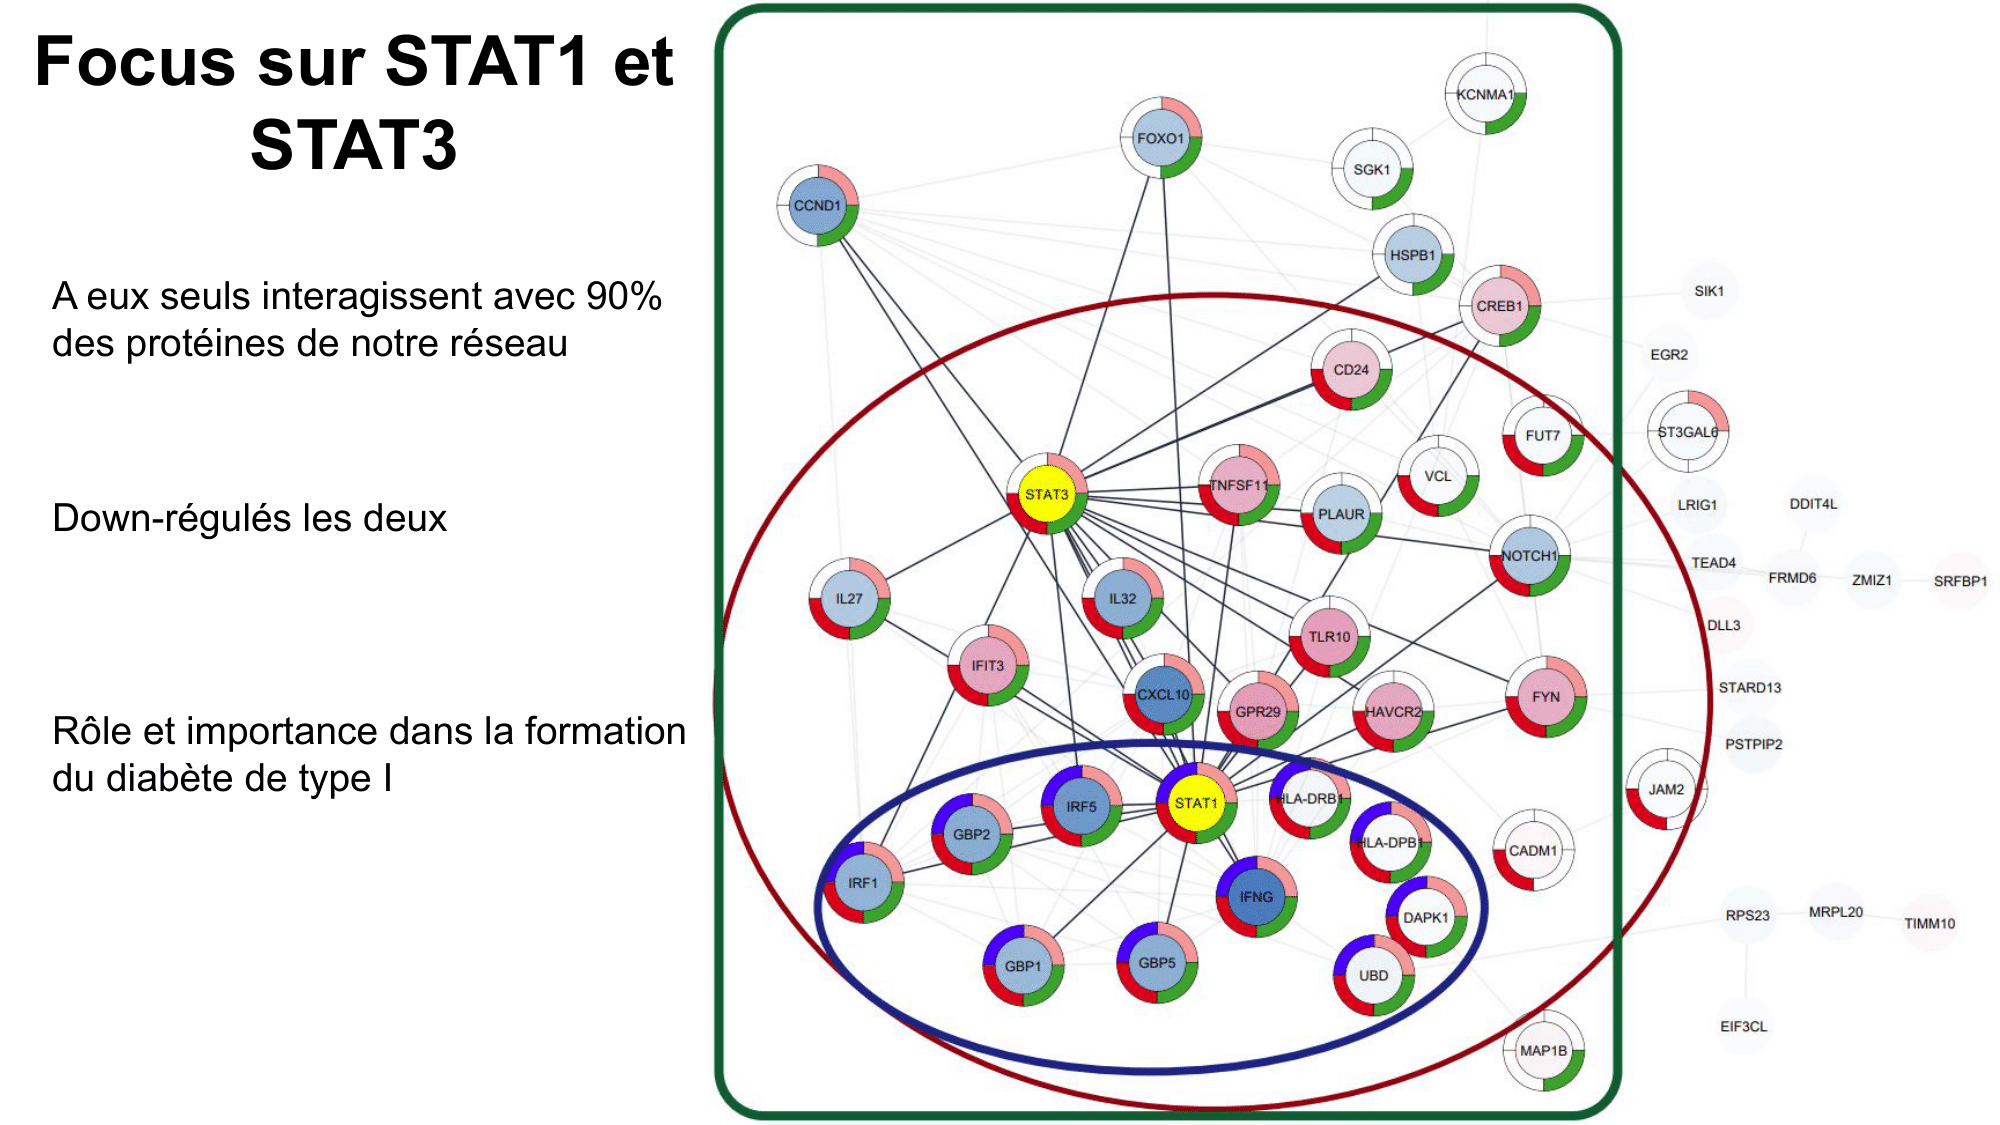 Focus sur STAT1 et
STAT3
A eux seuls interagissent avec 90%
des protéines de notre réseau
Down-régulés les deux
Rôle et importance dans la formation
du diabète de type I
KCNMA1
FOXO1
SGK1
CCND1
HSPB1
SIK1
CREB1
EGR2
CD24
FUT7
ST3GAL6
VCL
STAT3
TNFSF11
PLAUR
LRIG1
DDIT4L
NOTCH1
TEAD4
FRMD6
ZMIZ1
SRFBP1
IL27
IL32
DLL3
TLR10
IFIT3
STARD13
CXCL10
GPR29
HAVCR2
FYN
PSTPIP2
JAM2
IRF5
STAT1
HLA-DRB1
GBP2
HLA-DPB1
CADM1
IRF1
IFNG
DAPK1
RPS23
MRPL20
TIMM10
GBP1
GBP5
UBD
EIF3CL
MAP1B